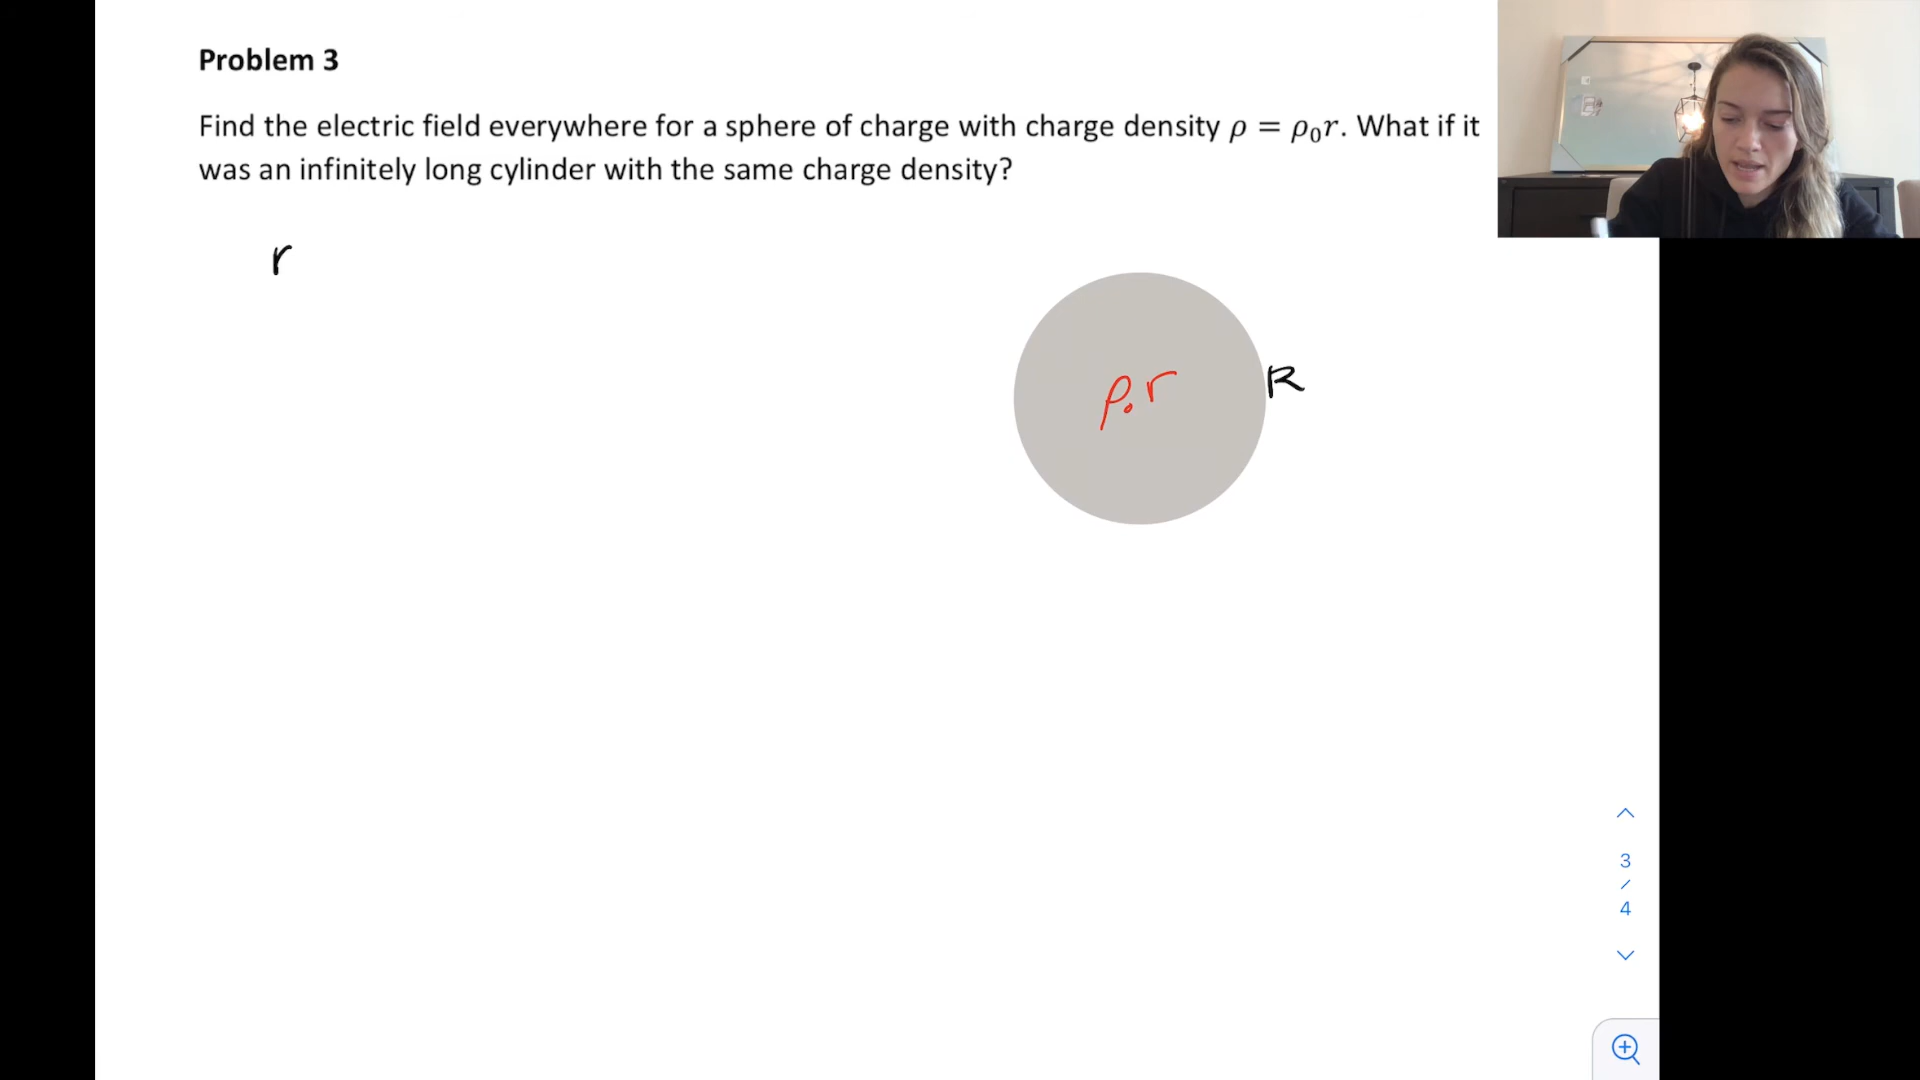 Problem 3
Find the electric field everywhere for a sphere of charge with charge density ρ = ρ₀r. What if it
was an infinitely long cylinder with the same charge density?
r
ρ₀r
R
3
/
4